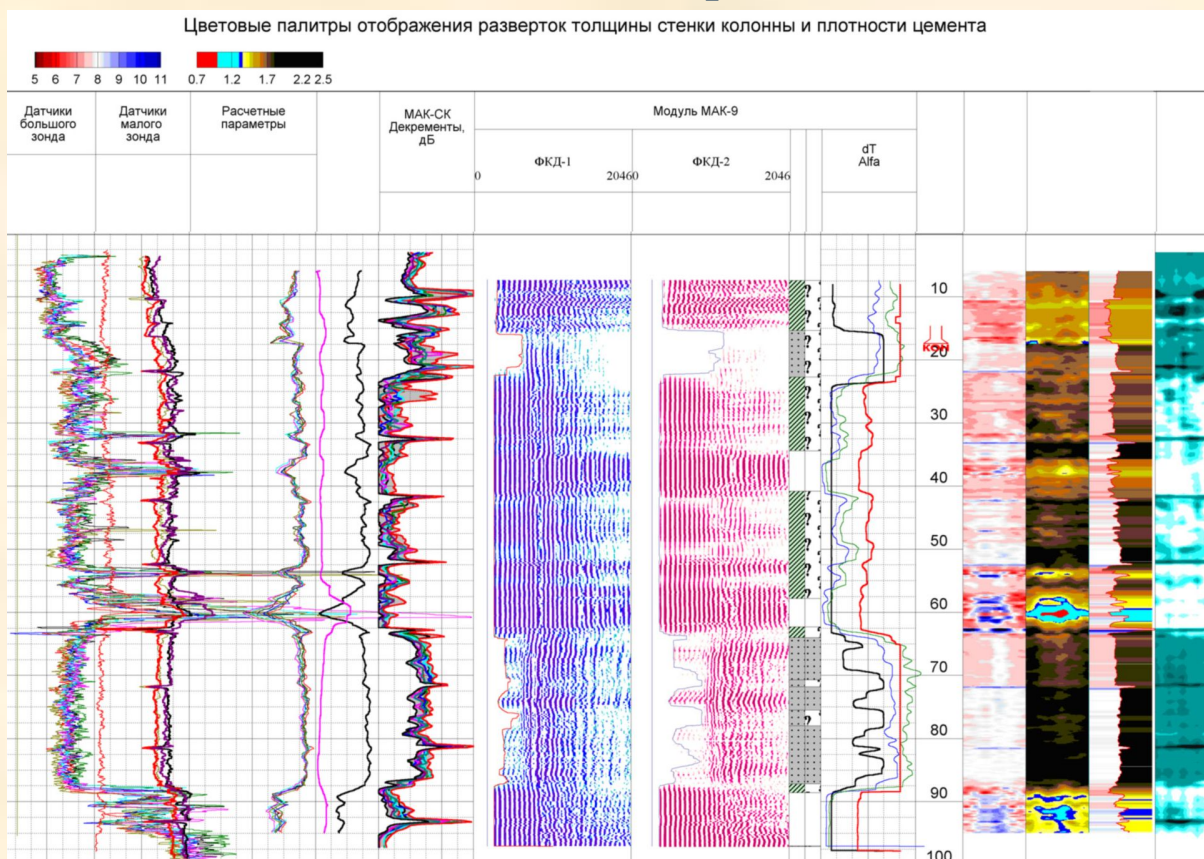 Цветовые палитры отображения разверток толщины стенки колонны и плотности цемента
5 6 7 8 9 10 11
0.7 1.2 1.7 2.2 2.5
Датчики
большого
зонда
Датчики
малого
зонда
Расчетные
параметры
МАК-СК
Декременты,
дБ
Модуль МАК-9
ФКД-1
0 2046
ФКД-2
0 2046
dT
Alfa
10
20
30
40
50
60
70
80
90
100
? ? ? ? ? ? ? ? ? ? ?